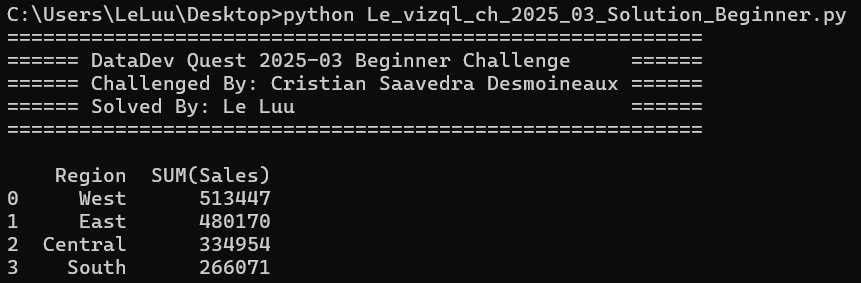 C:\Users\LeLuu\Desktop>python Le_vizql_ch_2025_03_Solution_Beginner.py
==========================================================
====== DataDev Quest 2025-03 Beginner Challenge     ======
====== Challenged By: Cristian Saavedra Desmoineaux ======
====== Solved By: Le Luu                            ======
==========================================================
    Region  SUM(Sales)
0     West      513447
1     East      480170
2  Central      334954
3    South      266071